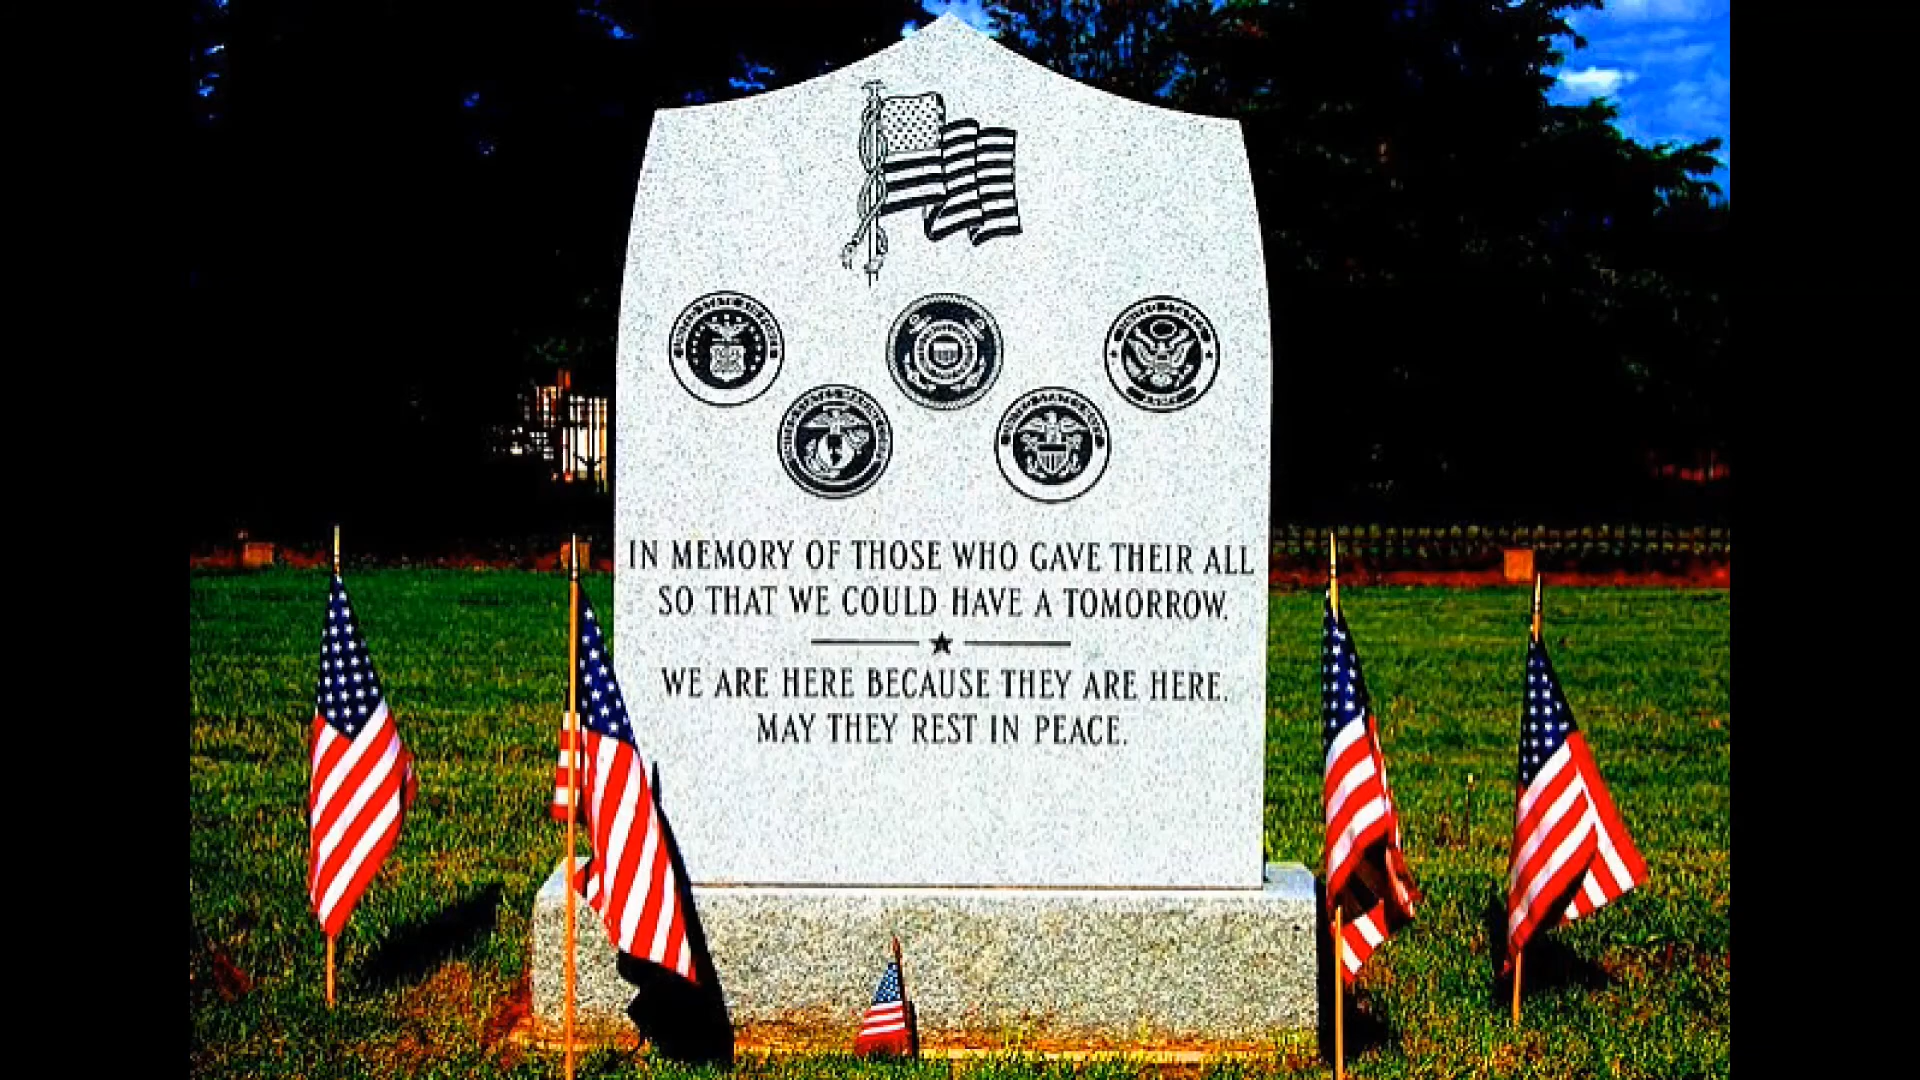 IN MEMORY OF THOSE WHO GAVE THEIR ALL
SO THAT WE COULD HAVE A TOMORROW.
WE ARE HERE BECAUSE THEY ARE HERE.
MAY THEY REST IN PEACE.